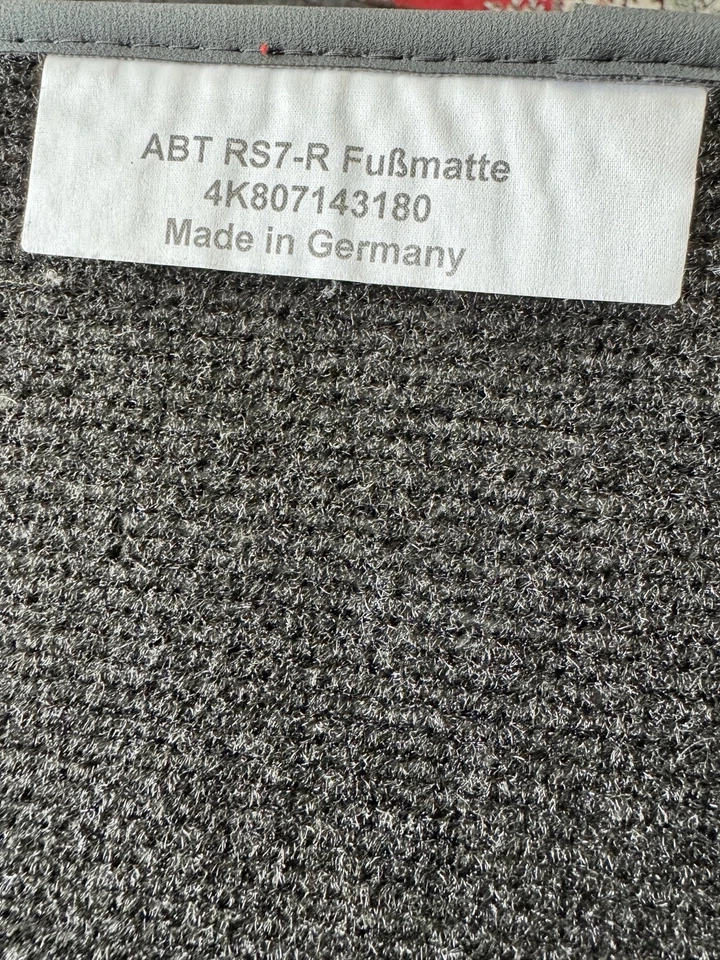 ABT RS7-R Fußmatte
4K807143180
Made in Germany